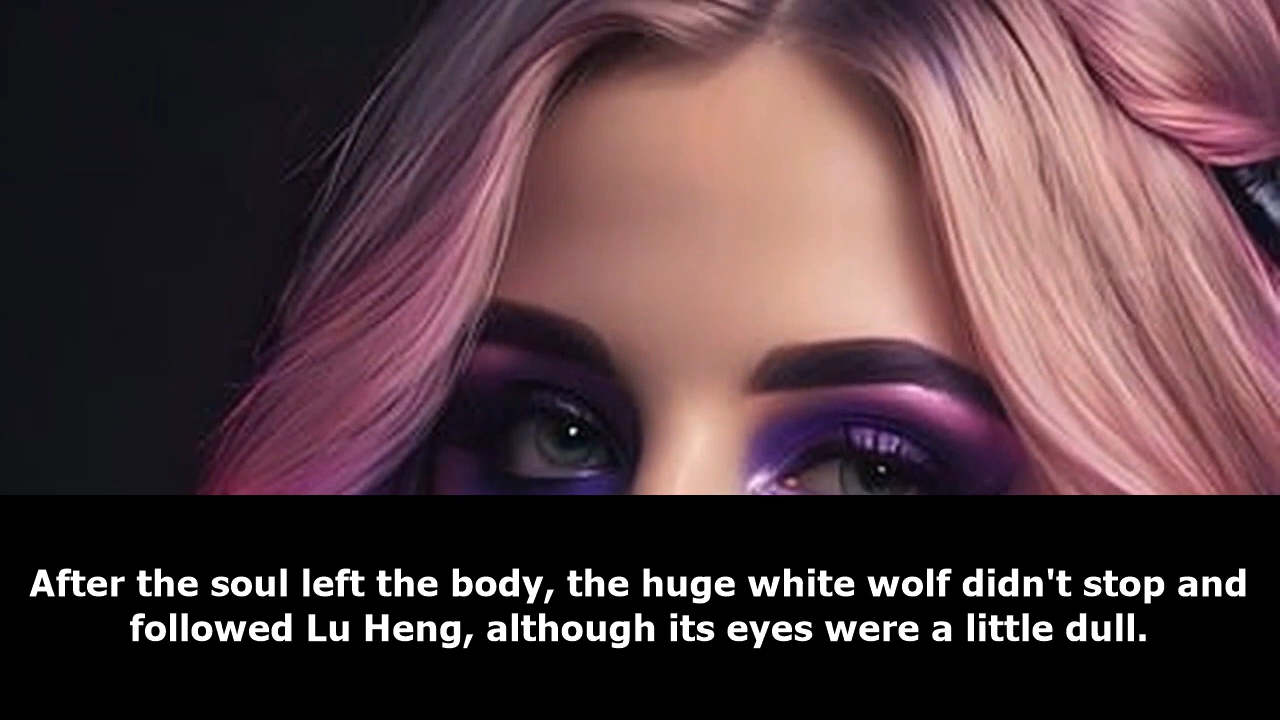 After the soul left the body, the huge white wolf didn't stop and
followed Lu Heng, although its eyes were a little dull.